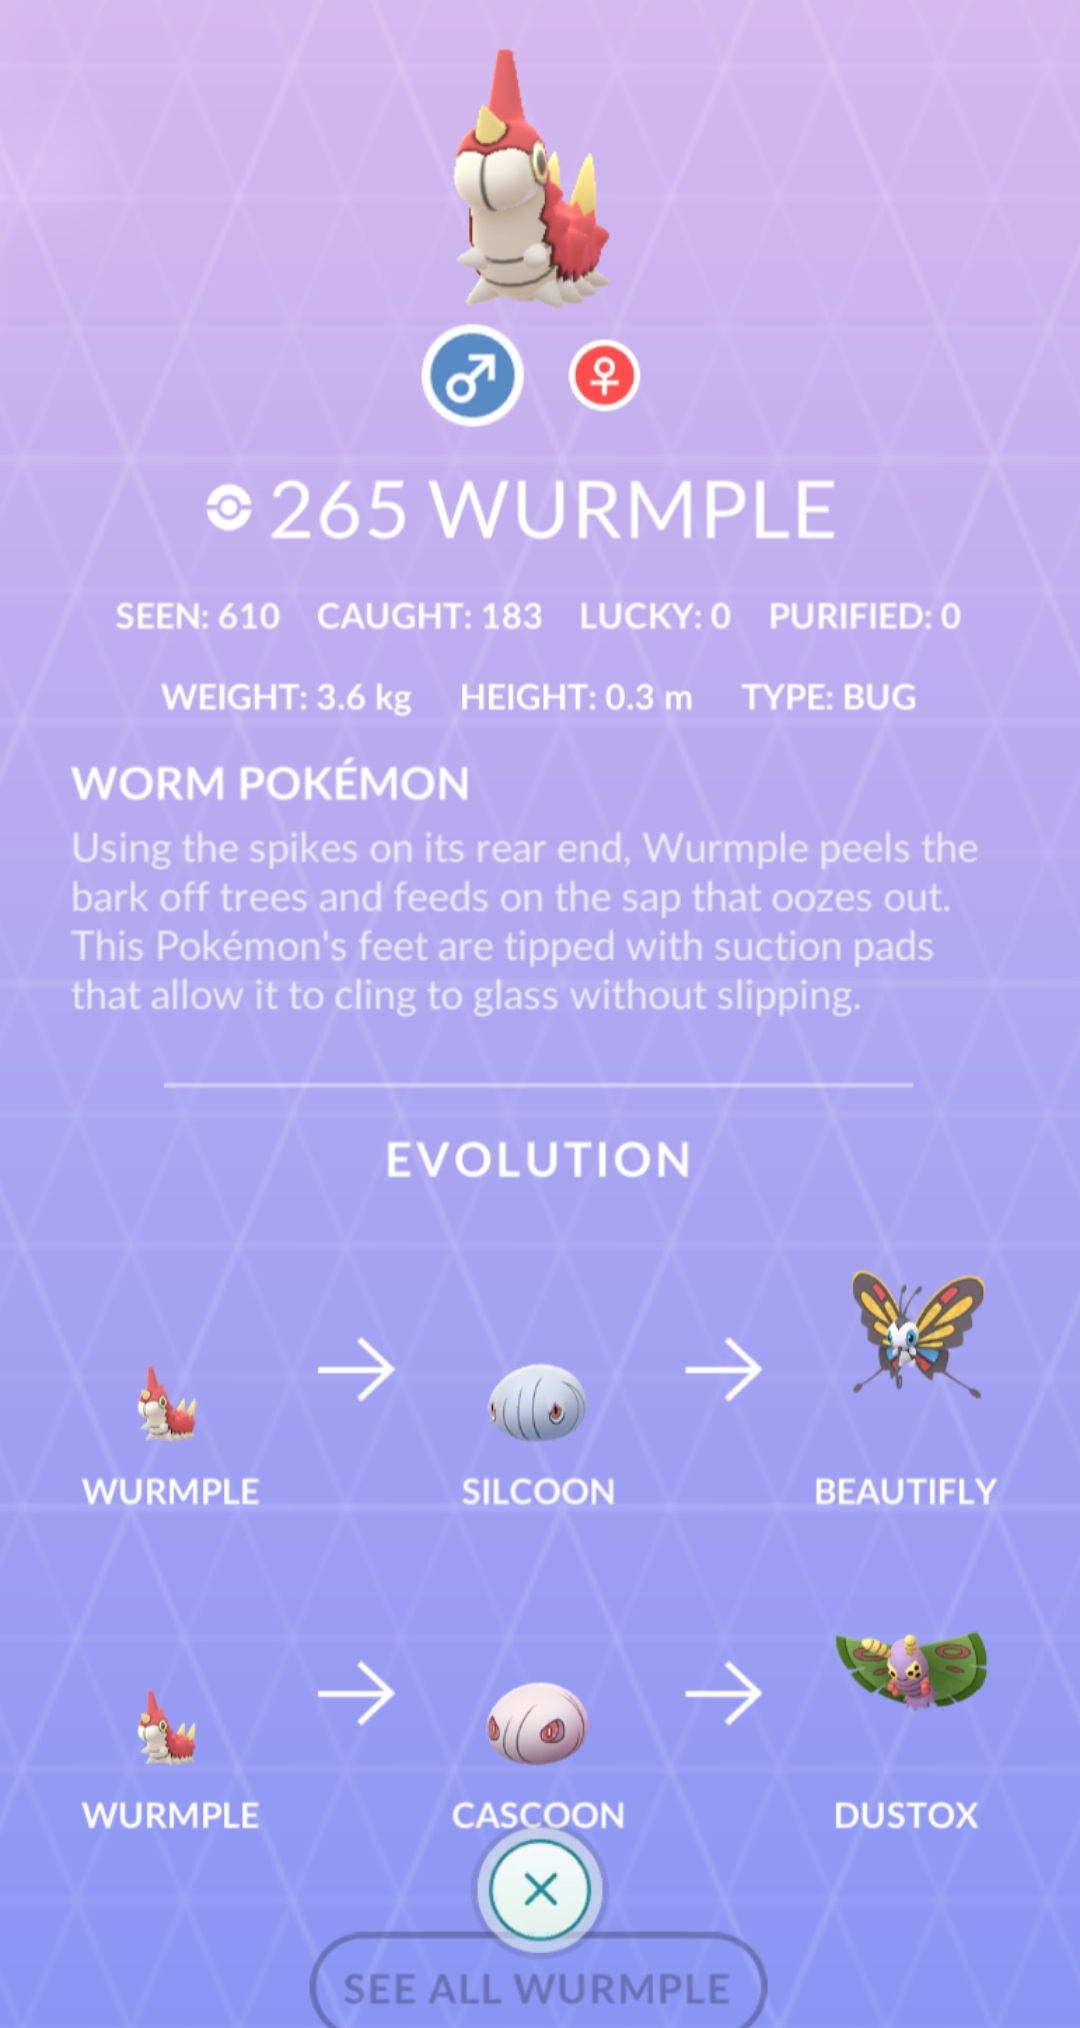 265 WURMPLE
SEEN: 610 CAUGHT: 183 LUCKY: 0 PURIFIED: 0
WEIGHT: 3.6 kg HEIGHT: 0.3 m TYPE: BUG
WORM POKÉMON
Using the spikes on its rear end, Wurmple peels the
bark off trees and feeds on the sap that oozes out.
This Pokémon's feet are tipped with suction pads
that allow it to cling to glass without slipping.
EVOLUTION
WURMPLE SILCOON BEAUTIFLY
WURMPLE CASCOON DUSTOX
SEE ALL WURMPLE